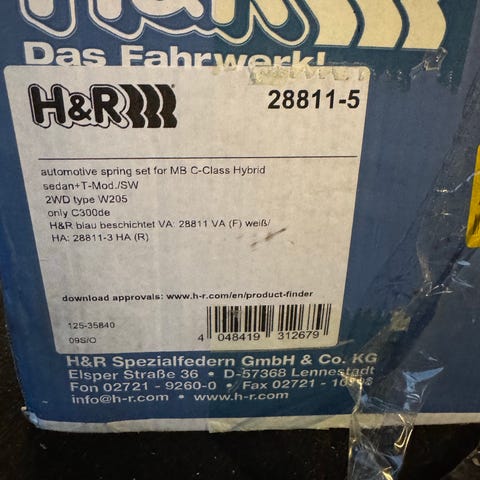 H&R
Das Fahrwerk!
H&R
28811-5
automotive spring set for MB C-Class Hybrid
sedan+T-Mod./SW
2WD type W205
only C300de
H&R blau beschichtet VA: 28811 VA (F) weiß/
HA: 28811-3 HA (R)
download approvals: www.h-r.com/en/product-finder
125-35840
09S/O
4 048419 312679
H&R Spezialfedern GmbH & Co. KG
Elsper Straße 36 • D-57368 Lennestadt
Fon 02721 - 9260-0 • Fax 02721 -
info@h-r.com • www.h-r.com